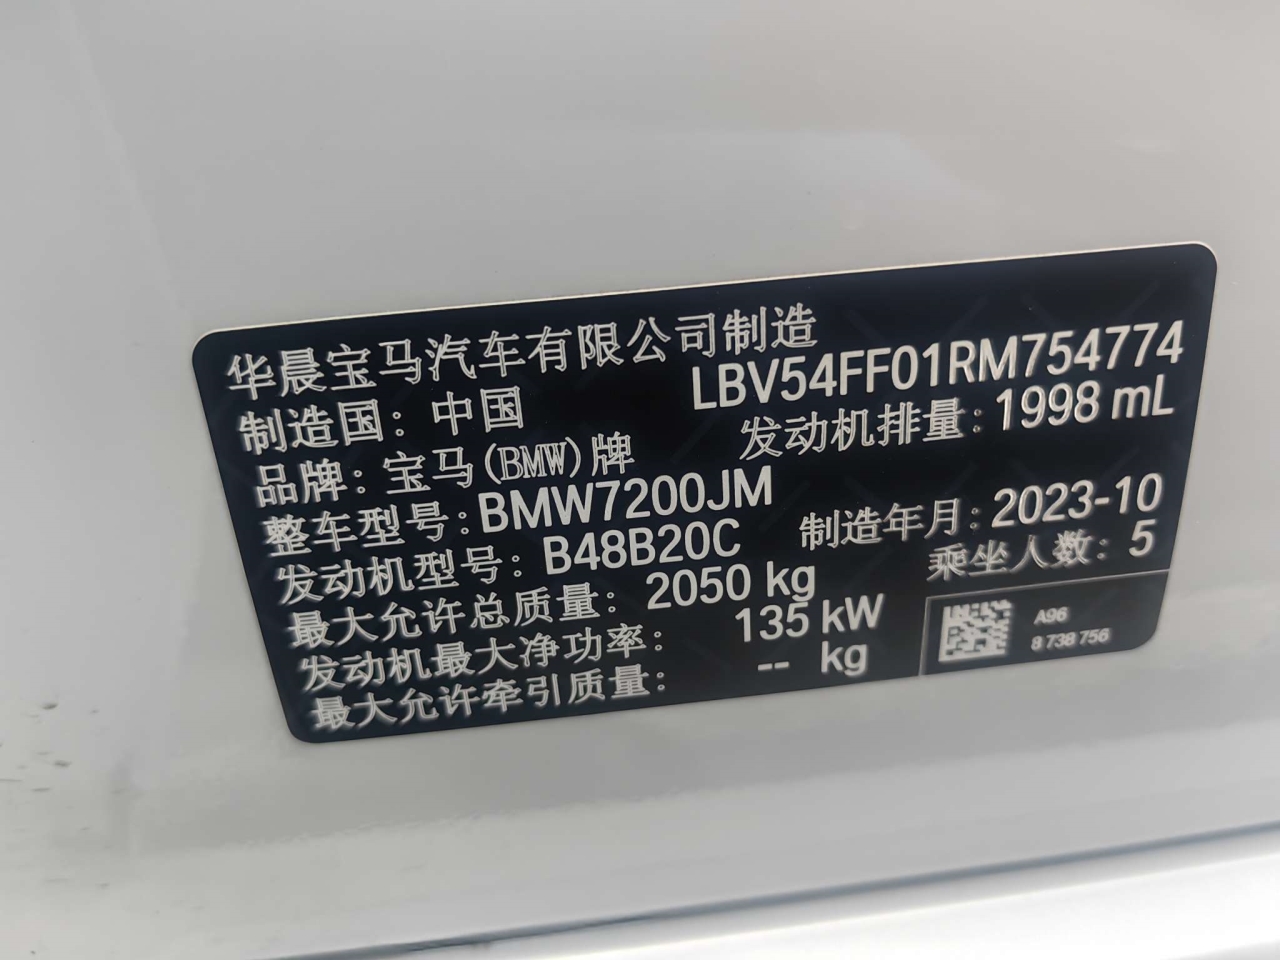 华晨宝马汽车有限公司制造
LBV54FF01RM754774
制造国：中国
品牌：宝马(BMW)牌
发动机排量：1998 mL
整车型号：BMW7200JM
制造年月：2023-10
发动机型号：B48B20C
乘坐人数：5
最大允许总质量：2050 kg
发动机最大净功率：135 kW
最大允许牵引质量：-- kg
A96
8 738 756